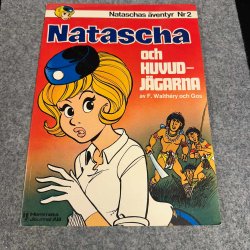 Nataschas äventyr Nr 2
Natascha
och
HUVUD-
JÄGARNA
av F. Walthéry och Gos